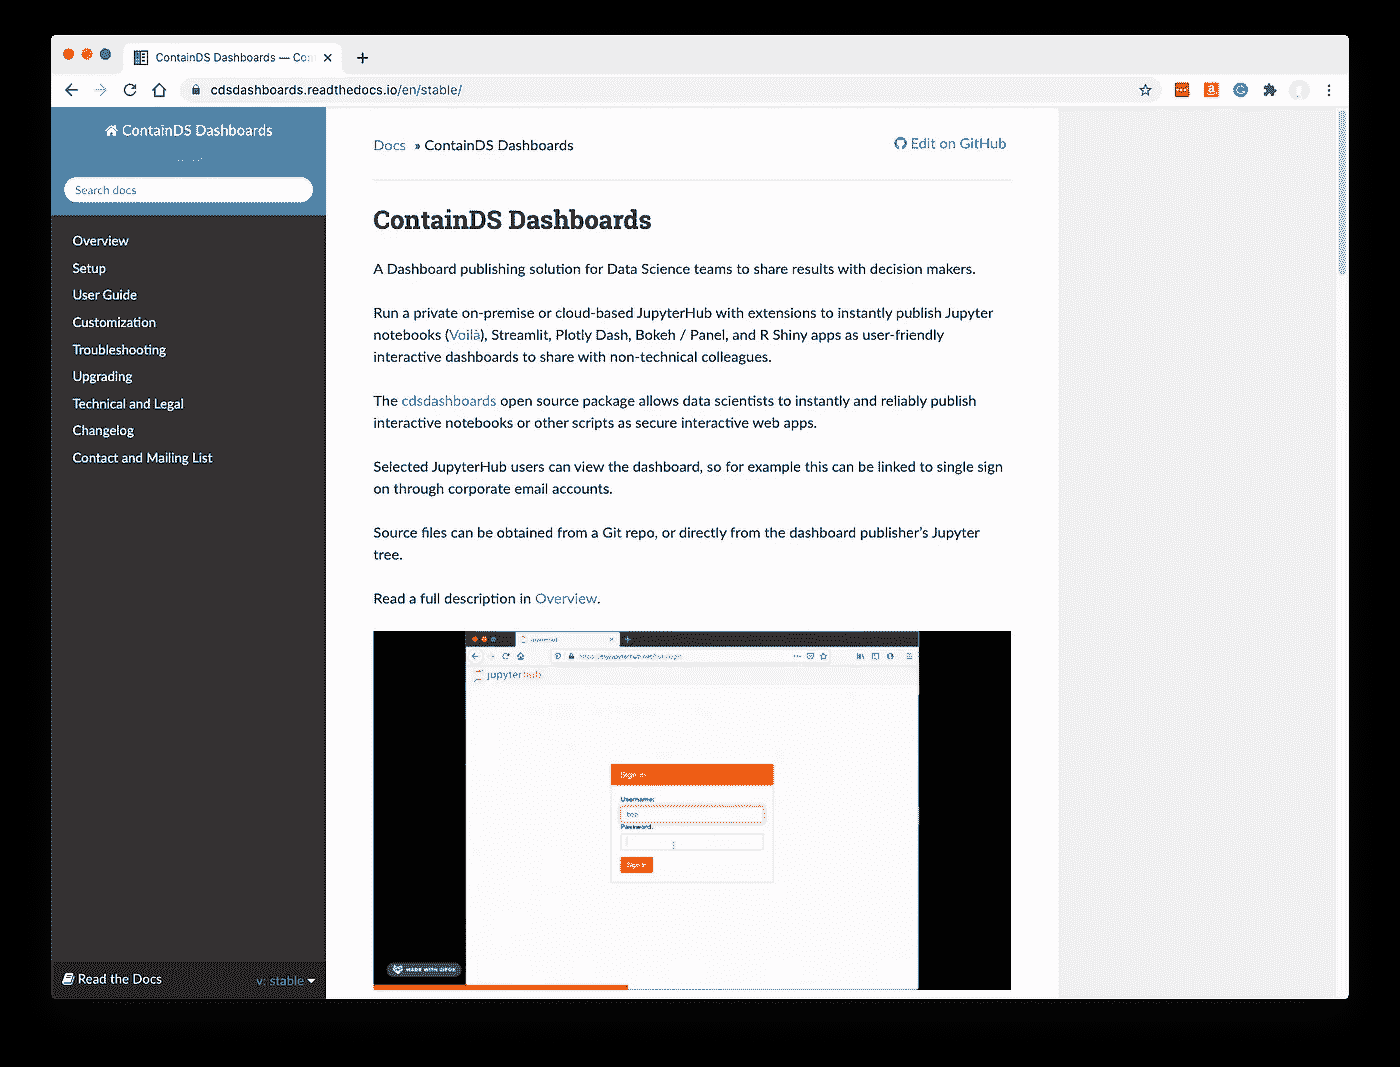 ContainDS Dashboards — Co
cdsdashboards.readthedocs.io/en/stable/
ContainDS Dashboards
Search docs
Overview
Setup
User Guide
Customization
Troubleshooting
Upgrading
Technical and Legal
Changelog
Contact and Mailing List
Read the Docs
v: stable
Docs » ContainDS Dashboards
Edit on GitHub
ContainDS Dashboards
A Dashboard publishing solution for Data Science teams to share results with decision makers.
Run a private on-premise or cloud-based JupyterHub with extensions to instantly publish Jupyter
notebooks (Voilà), Streamlit, Plotly Dash, Bokeh / Panel, and R Shiny apps as user-friendly
interactive dashboards to share with non-technical colleagues.
The cdsdashboards open source package allows data scientists to instantly and reliably publish
interactive notebooks or other scripts as secure interactive web apps.
Selected JupyterHub users can view the dashboard, so for example this can be linked to single sign
on through corporate email accounts.
Source files can be obtained from a Git repo, or directly from the dashboard publisher's Jupyter
tree.
Read a full description in Overview.
jupyterhub
Sign in
Username:
Password:
Sign in
MADE WITH GIFOX